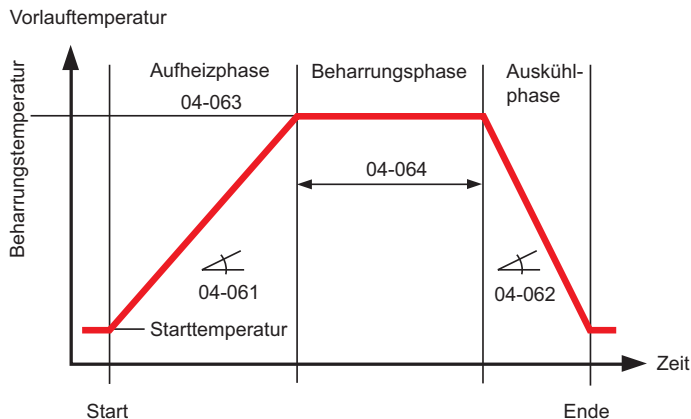 Vorlauftemperatur
Aufheizphase
Beharrungsphase
Auskühl-
phase
04-063
Beharrungstemperatur
04-064
04-061
04-062
Starttemperatur
Zeit
Start
Ende